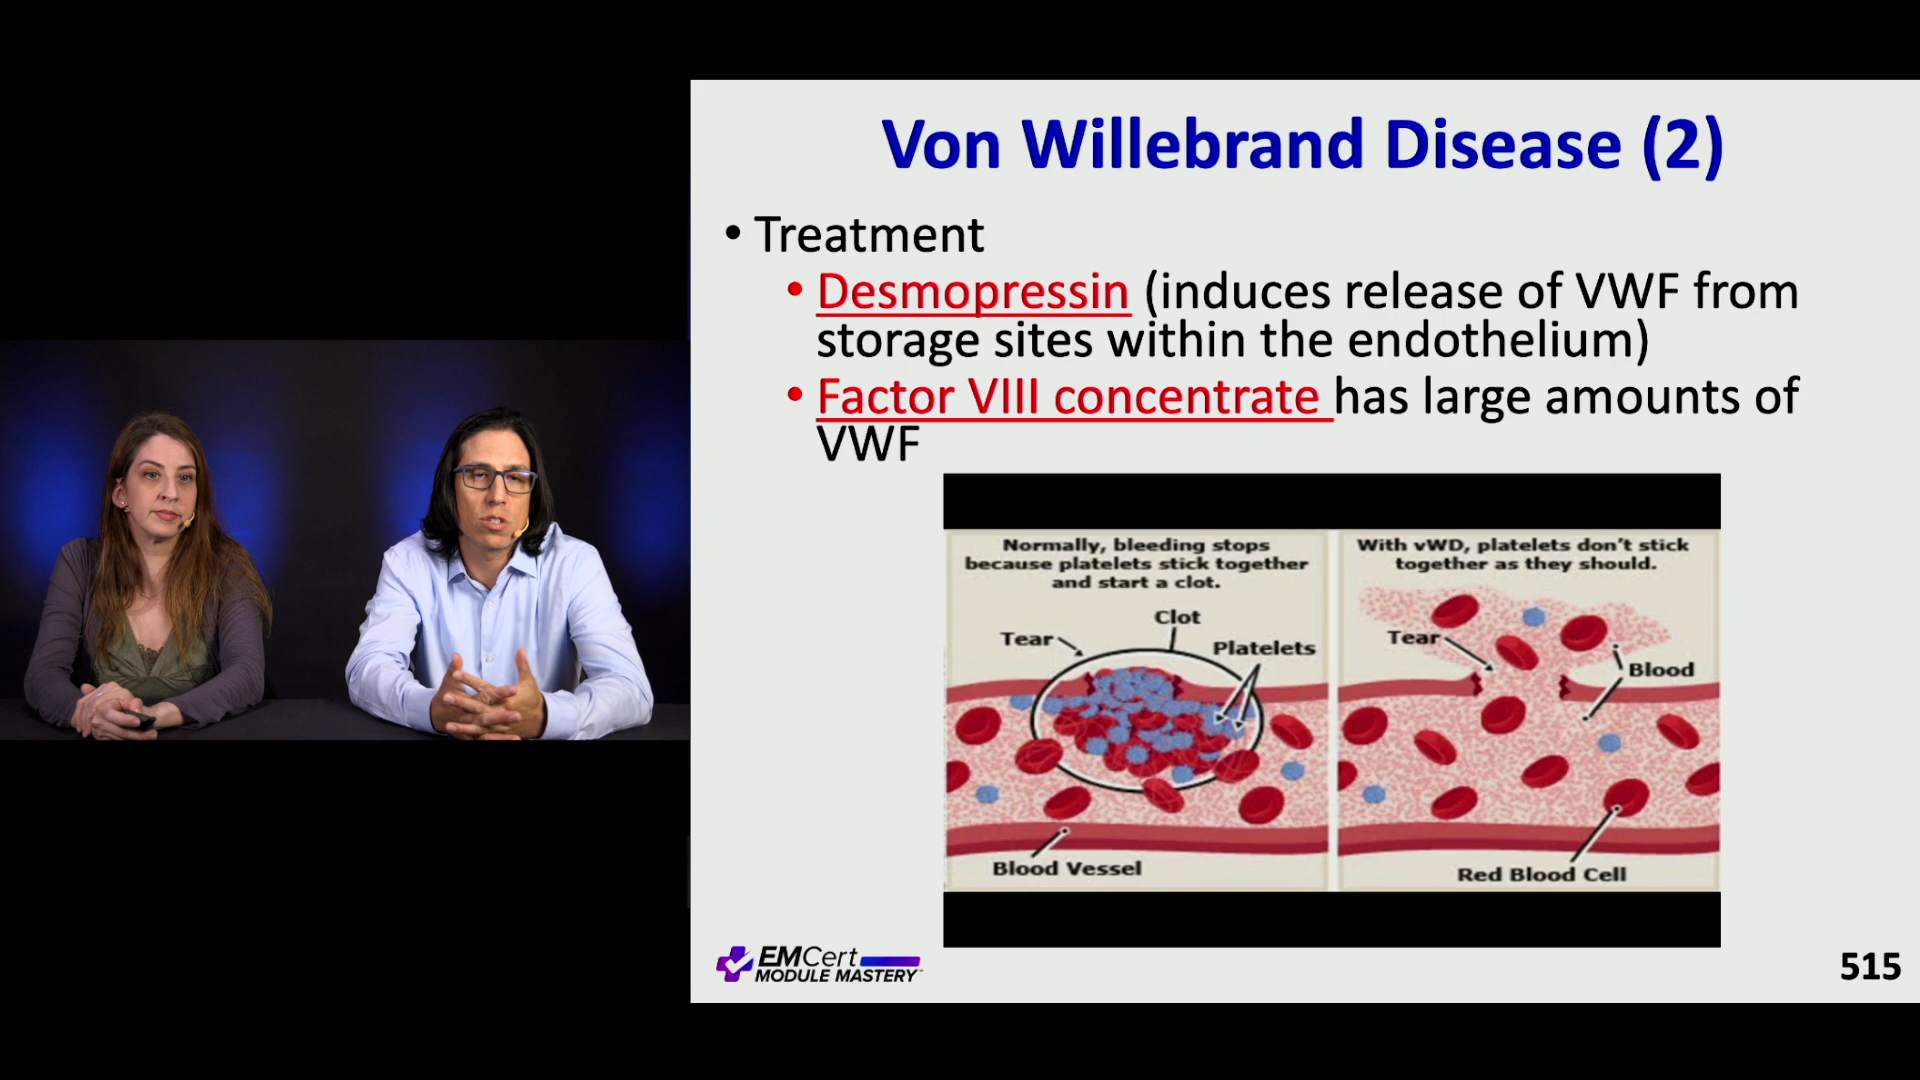 Von Willebrand Disease (2)
• Treatment
• Desmopressin (induces release of VWF from
storage sites within the endothelium)
• Factor VIII concentrate has large amounts of
VWF
Normally, bleeding stops
because platelets stick together
and start a clot.
Clot
Tear
Platelets
Blood Vessel
With vWD, platelets don't stick
together as they should.
Tear
Blood
Red Blood Cell
EMCert
MODULE MASTERY™
515